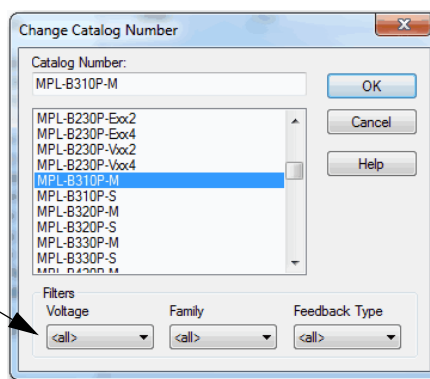 Change Catalog Number
Catalog Number:
MPL-B310P-M
OK
MPL-B230P-Exx2
MPL-B230P-Exx4
MPL-B230P-Vxx2
MPL-B230P-Vxx4
MPL-B310P-M
MPL-B310P-S
MPL-B320P-M
MPL-B320P-S
MPL-B330P-M
MPL-B330P-S
MPL-B420P-M
Cancel
Help
Filters
Voltage Family Feedback Type
<all> <all> <all>